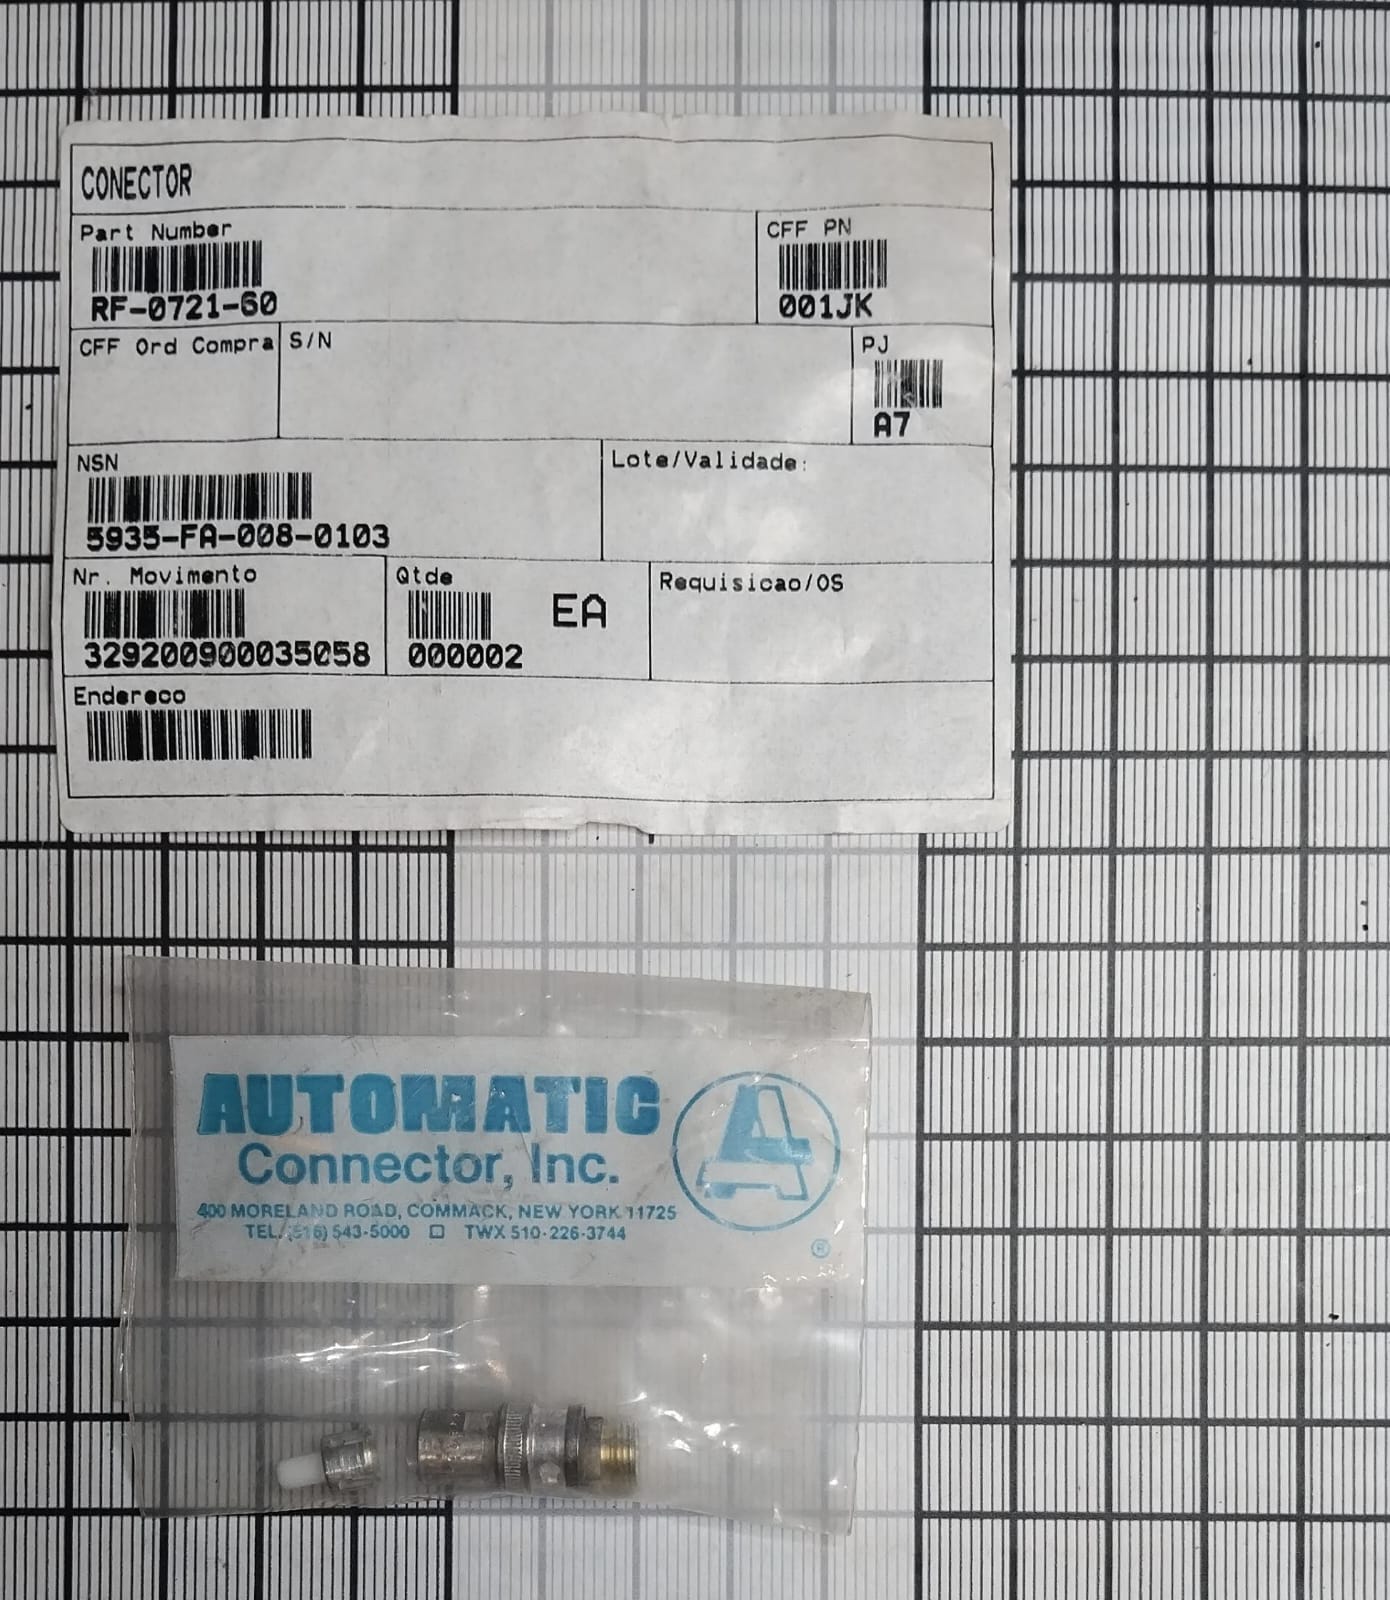 CONECTOR
Part Number
RF-0721-60
CFF PN
001JK
CFF Ord Compra
S/N
PJ
A7
NSN
5935-FA-008-0103
Lote/Validade:
Nr. Movimento
329200900035058
Qtde
000002
EA
Requisicao/OS
Endereco
AUTOMATIC
Connector, Inc.
400 MORELAND ROAD, COMMACK, NEW YORK 11725
TEL. (516) 543-5000 □ TWX 510-226-3744
®